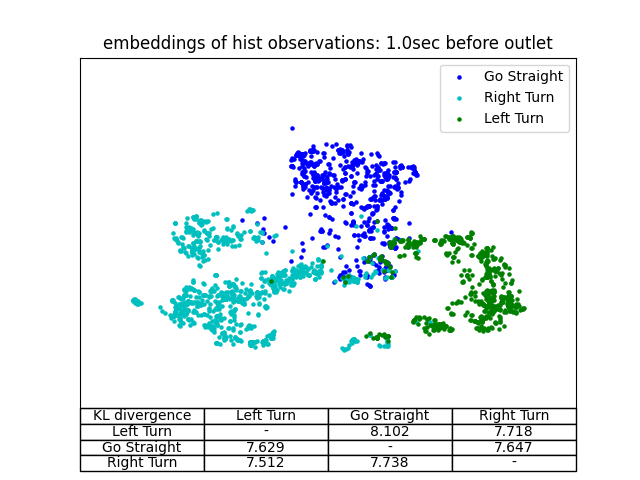 embeddings of hist observations: 1.0sec before outlet
Go Straight
Right Turn
Left Turn
KL divergence Left Turn Go Straight Right Turn
Left Turn - 8.102 7.718
Go Straight 7.629 - 7.647
Right Turn 7.512 7.738 -